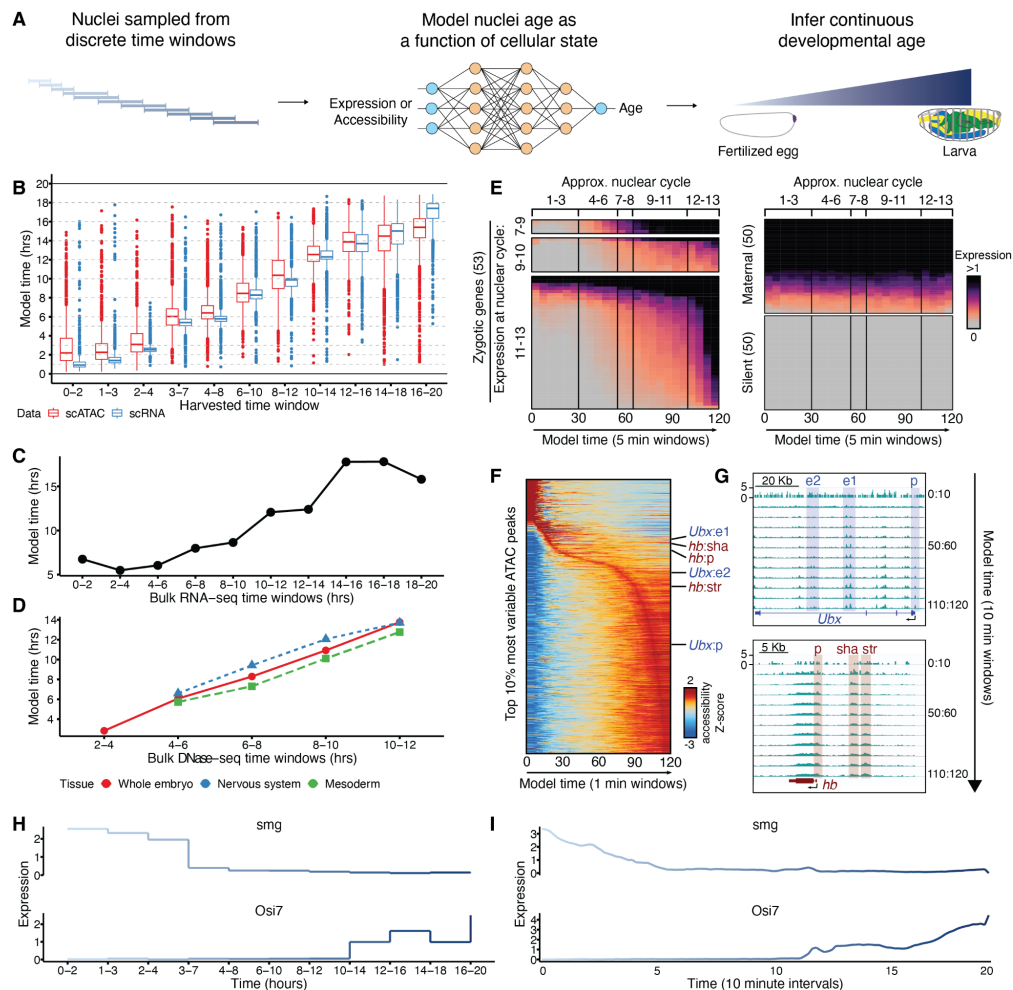 A
Nuclei sampled from
discrete time windows
Model nuclei age as
a function of cellular state
Infer continuous
developmental age
Expression or
Accessibility
Age
Fertilized egg
Larva
B
Model time (hrs)
20
18
16
14
12
10
8
6
4
2
0
0−2 1−3 2−4 3−7 4−8 6−10 8−12 10−14 12−16 14−18 16−20
Harvested time window
Data scATAC scRNA
C
Model time (hrs)
15
10
5
0−2 2−4 4−6 6−8 8−10 10−12 12−14 14−16 16−18 18−20
Bulk RNA−seq time windows (hrs)
D
Model time (hrs)
14
12
10
8
6
4
2−4 4−6 6−8 8−10 10−12
Bulk DNase−seq time windows (hrs)
Tissue Whole embryo Nervous system Mesoderm
E
Approx. nuclear cycle
1-3 4-6 7-8 9-11 12-13
Zygotic genes (53)
Expression at nuclear cycle:
7-9
9-10
11-13
0 30 60 90 120
Model time (5 min windows)
Approx. nuclear cycle
1-3 4-6 7-8 9-11 12-13
Maternal (50)
Silent (50)
0 30 60 90 120
Model time (5 min windows)
Expression
>1
0
F
Top 10% most variable ATAC peaks
Ubx:e1
hb:sha
hb:p
Ubx:e2
hb:str
Ubx:p
2
-3
accessibility
Z-score
0 30 60 90 120
Model time (1 min windows)
G
20 Kb e2 e1 p
5
0
0:10
50:60
110:120
Ubx
5 Kb p sha str
5
0
0:10
50:60
110:120
hb
Model time (10 min windows)
H
smg
Expression
2
1
0
Osi7
2
1
0
0−2 1−3 2−4 3−7 4−8 6−10 8−12 10−14 12−16 14−18 16−20
Time (hours)
I
smg
Expression
3
2
1
0
Osi7
4
3
2
1
0
0 5 10 15 20
Time (10 minute intervals)